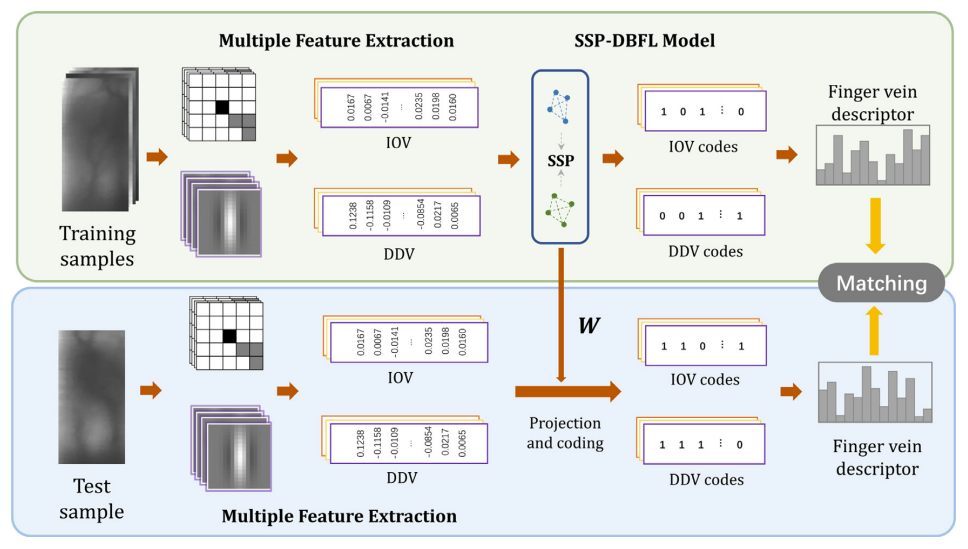 Multiple Feature Extraction
SSP-DBFL Model
0.0167
0.0067
-0.0141
...
0.0235
0.0198
0.0160
IOV
0.1238
-0.1158
-0.0109
...
-0.0854
0.0217
0.0065
DDV
SSP
1 0 1 ⋮ 0
IOV codes
0 0 1 ⋮ 1
DDV codes
Finger vein
descriptor
Training
samples
Matching
W
0.0167
0.0067
-0.0141
...
0.0235
0.0198
0.0160
IOV
0.1238
-0.1158
-0.0109
...
-0.0854
0.0217
0.0065
DDV
Projection
and coding
1 1 0 ⋮ 1
IOV codes
1 1 1 ⋮ 0
DDV codes
Finger vein
descriptor
Test
sample
Multiple Feature Extraction